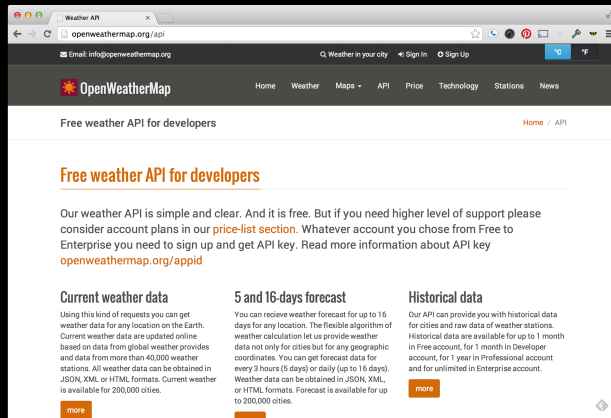 Weather API
openweathermap.org/api
Email: info@openweathermap.org Weather in your city Sign In Sign Up °C °F
OpenWeatherMap Home Weather Maps API Price Technology Stations News
Free weather API for developers Home / API
Free weather API for developers
Our weather API is simple and clear. And it is free. But if you need higher level of support please
consider account plans in our price-list section. Whatever account you chose from Free to
Enterprise you need to sign up and get API key. Read more information about API key
openweathermap.org/appid
Current weather data
Using this kind of requests you can get
weather data for any location on the Earth.
Current weather data are updated online
based on data from global weather provides
and data from more than 40,000 weather
stations. All weather data can be obtained in
JSON, XML or HTML formats. Current weather
is available for 200,000 cities.
more
5 and 16-days forecast
You can recieve weather forecast for up to 16
days for any location. The flexible algorithm of
weather calculation let us provide weather
data not only for cities but for any geographic
coordinates. You can get forecast data for
every 3 hours (5 days) or daily (up to 16 days).
Weather data can be obtained in JSON, XML,
or HTML formats. Forecast is available for up
to 200,000 cities.
Historical data
Our API can provide you with historical data
for cities and raw data of weather stations.
Historical data are available for up to 1 month
in Free account, for 1 month in Developer
account, for 1 year in Professional account
and for unlimited in Enterprise account.
more